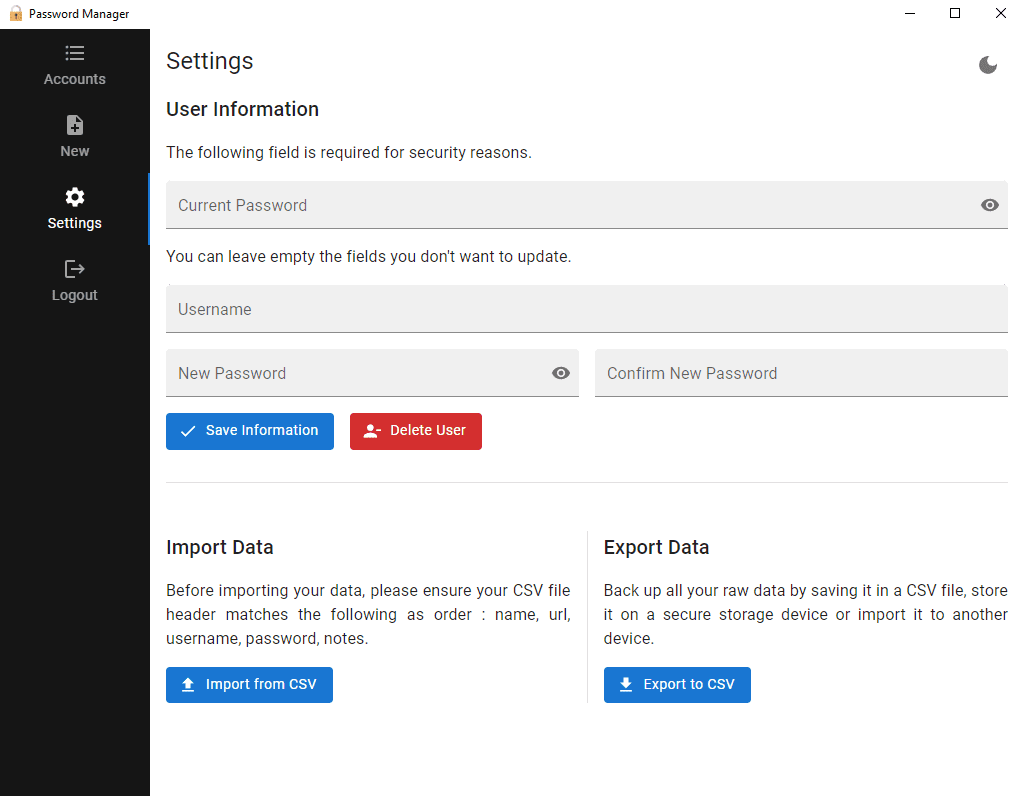 Password Manager
Accounts
New
Settings
Logout
Settings
User Information
The following field is required for security reasons.
Current Password
You can leave empty the fields you don't want to update.
Username
New Password
Confirm New Password
Save Information
Delete User
Import Data
Before importing your data, please ensure your CSV file
header matches the following as order : name, url,
username, password, notes.
Import from CSV
Export Data
Back up all your raw data by saving it in a CSV file, store
it on a secure storage device or import it to another
device.
Export to CSV